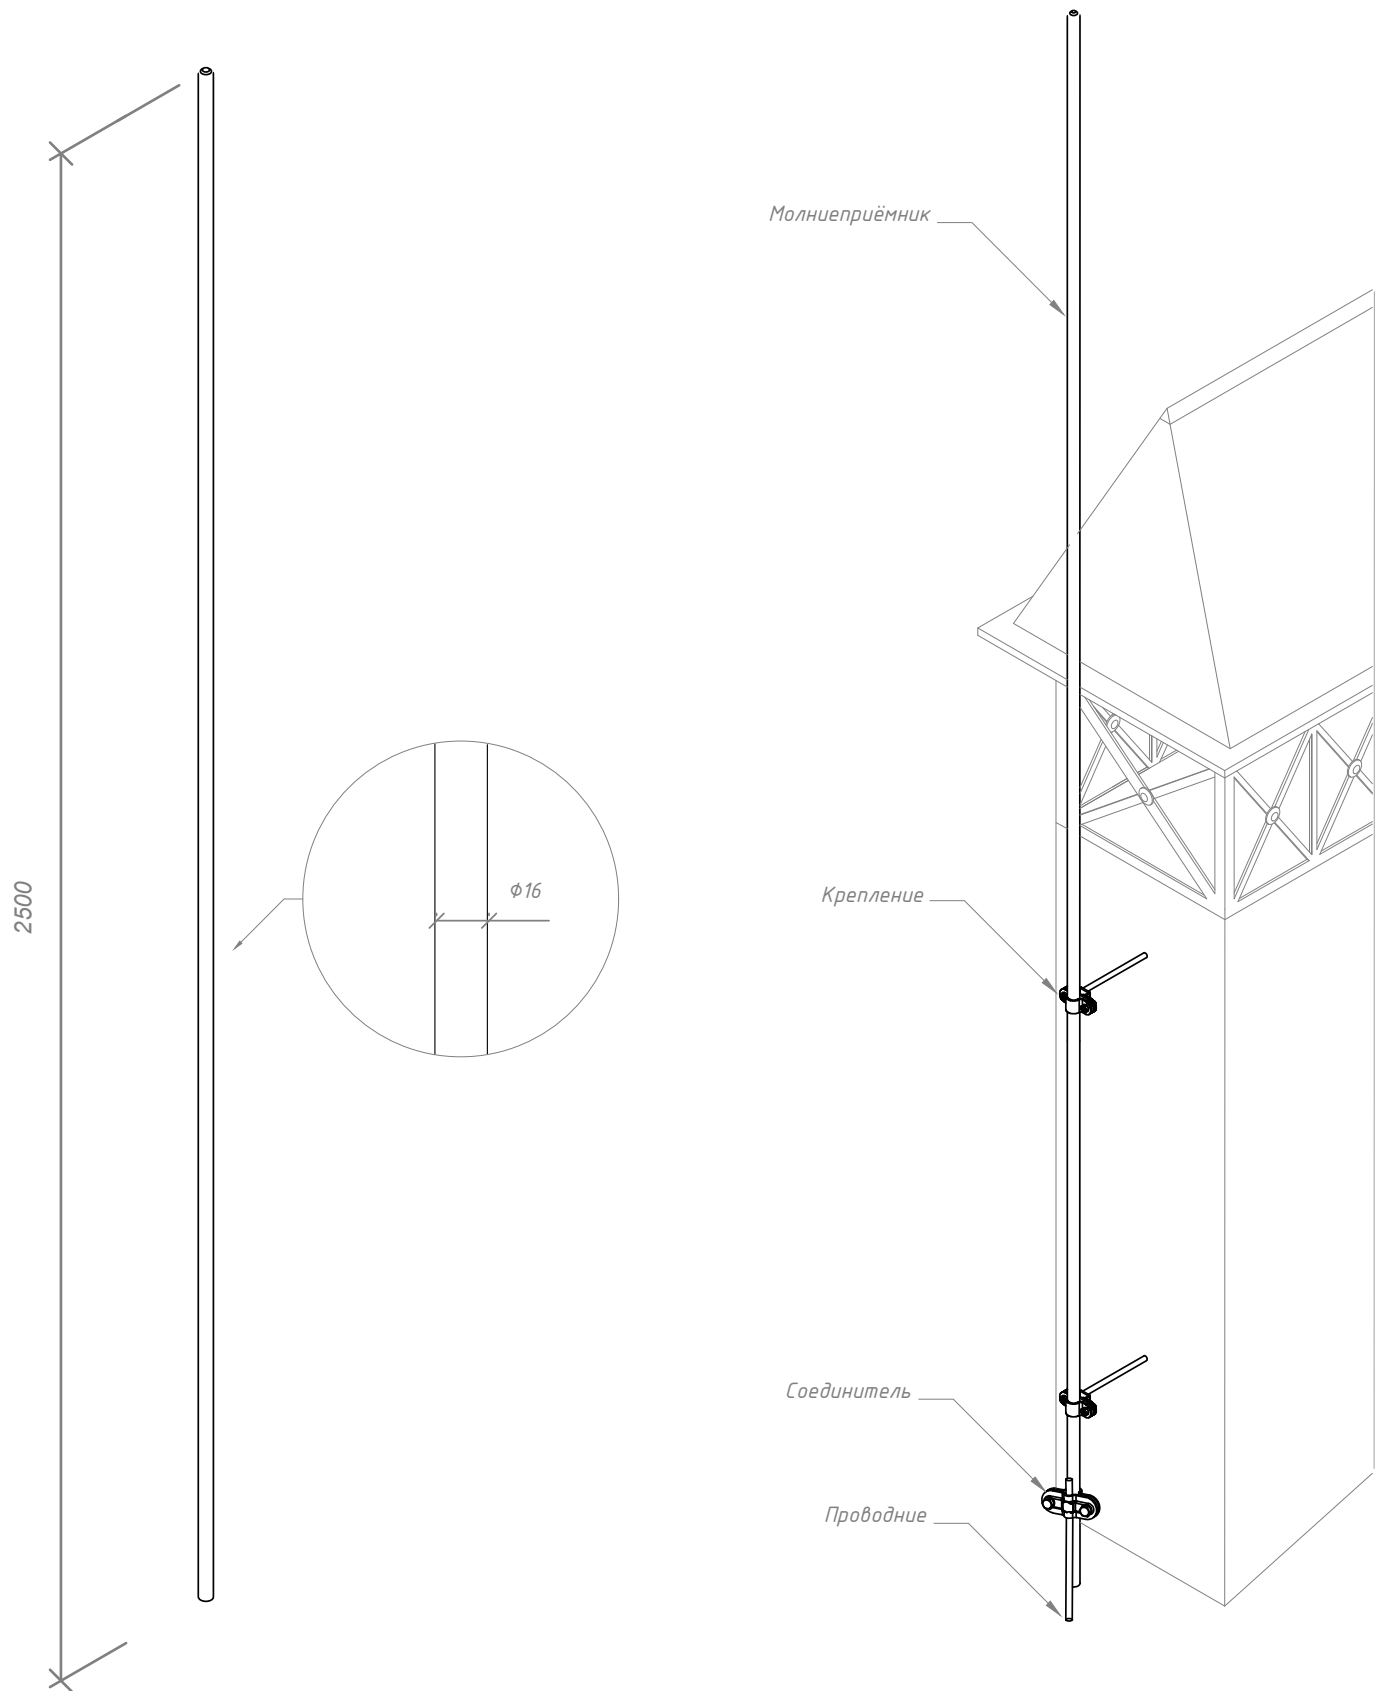 Молниеприёмник
2500
Ф16
Крепление
Соединитель
Проводние